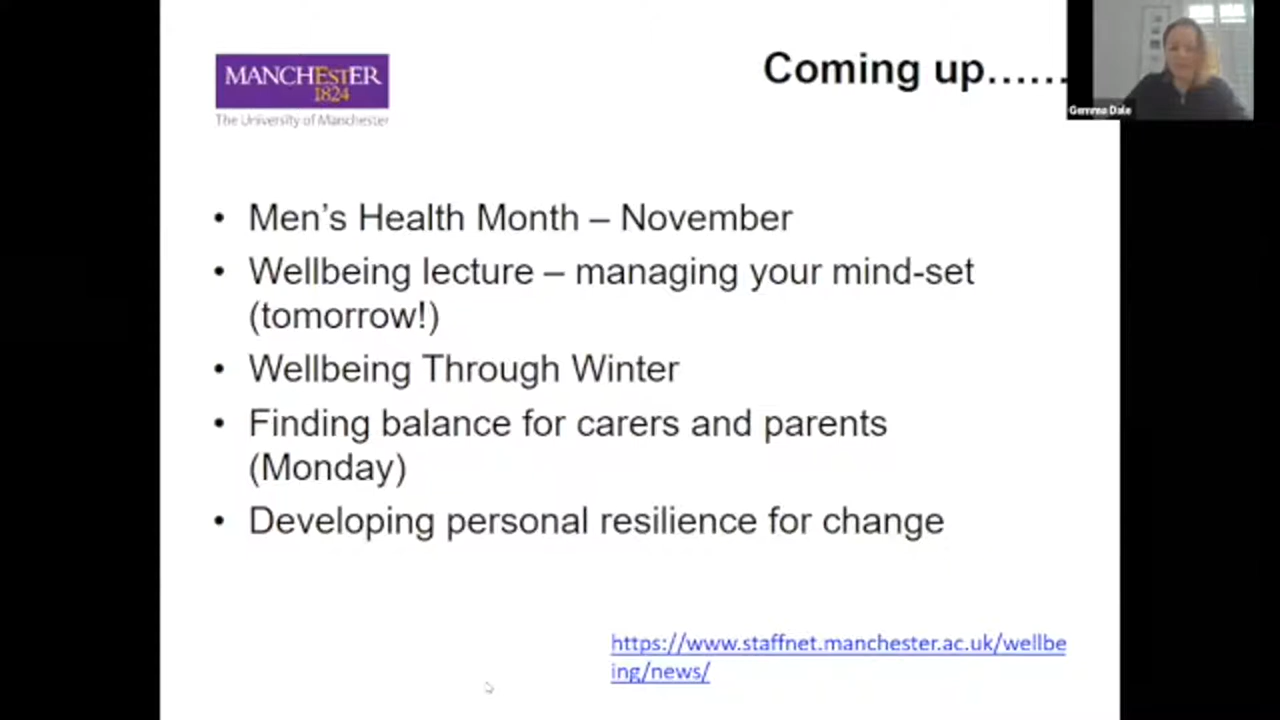 MANCHESTER
1824
The University of Manchester
Coming up......
Gemma Dale
• Men’s Health Month – November
• Wellbeing lecture – managing your mind-set
(tomorrow!)
• Wellbeing Through Winter
• Finding balance for carers and parents
(Monday)
• Developing personal resilience for change
https://www.staffnet.manchester.ac.uk/wellbe
ing/news/